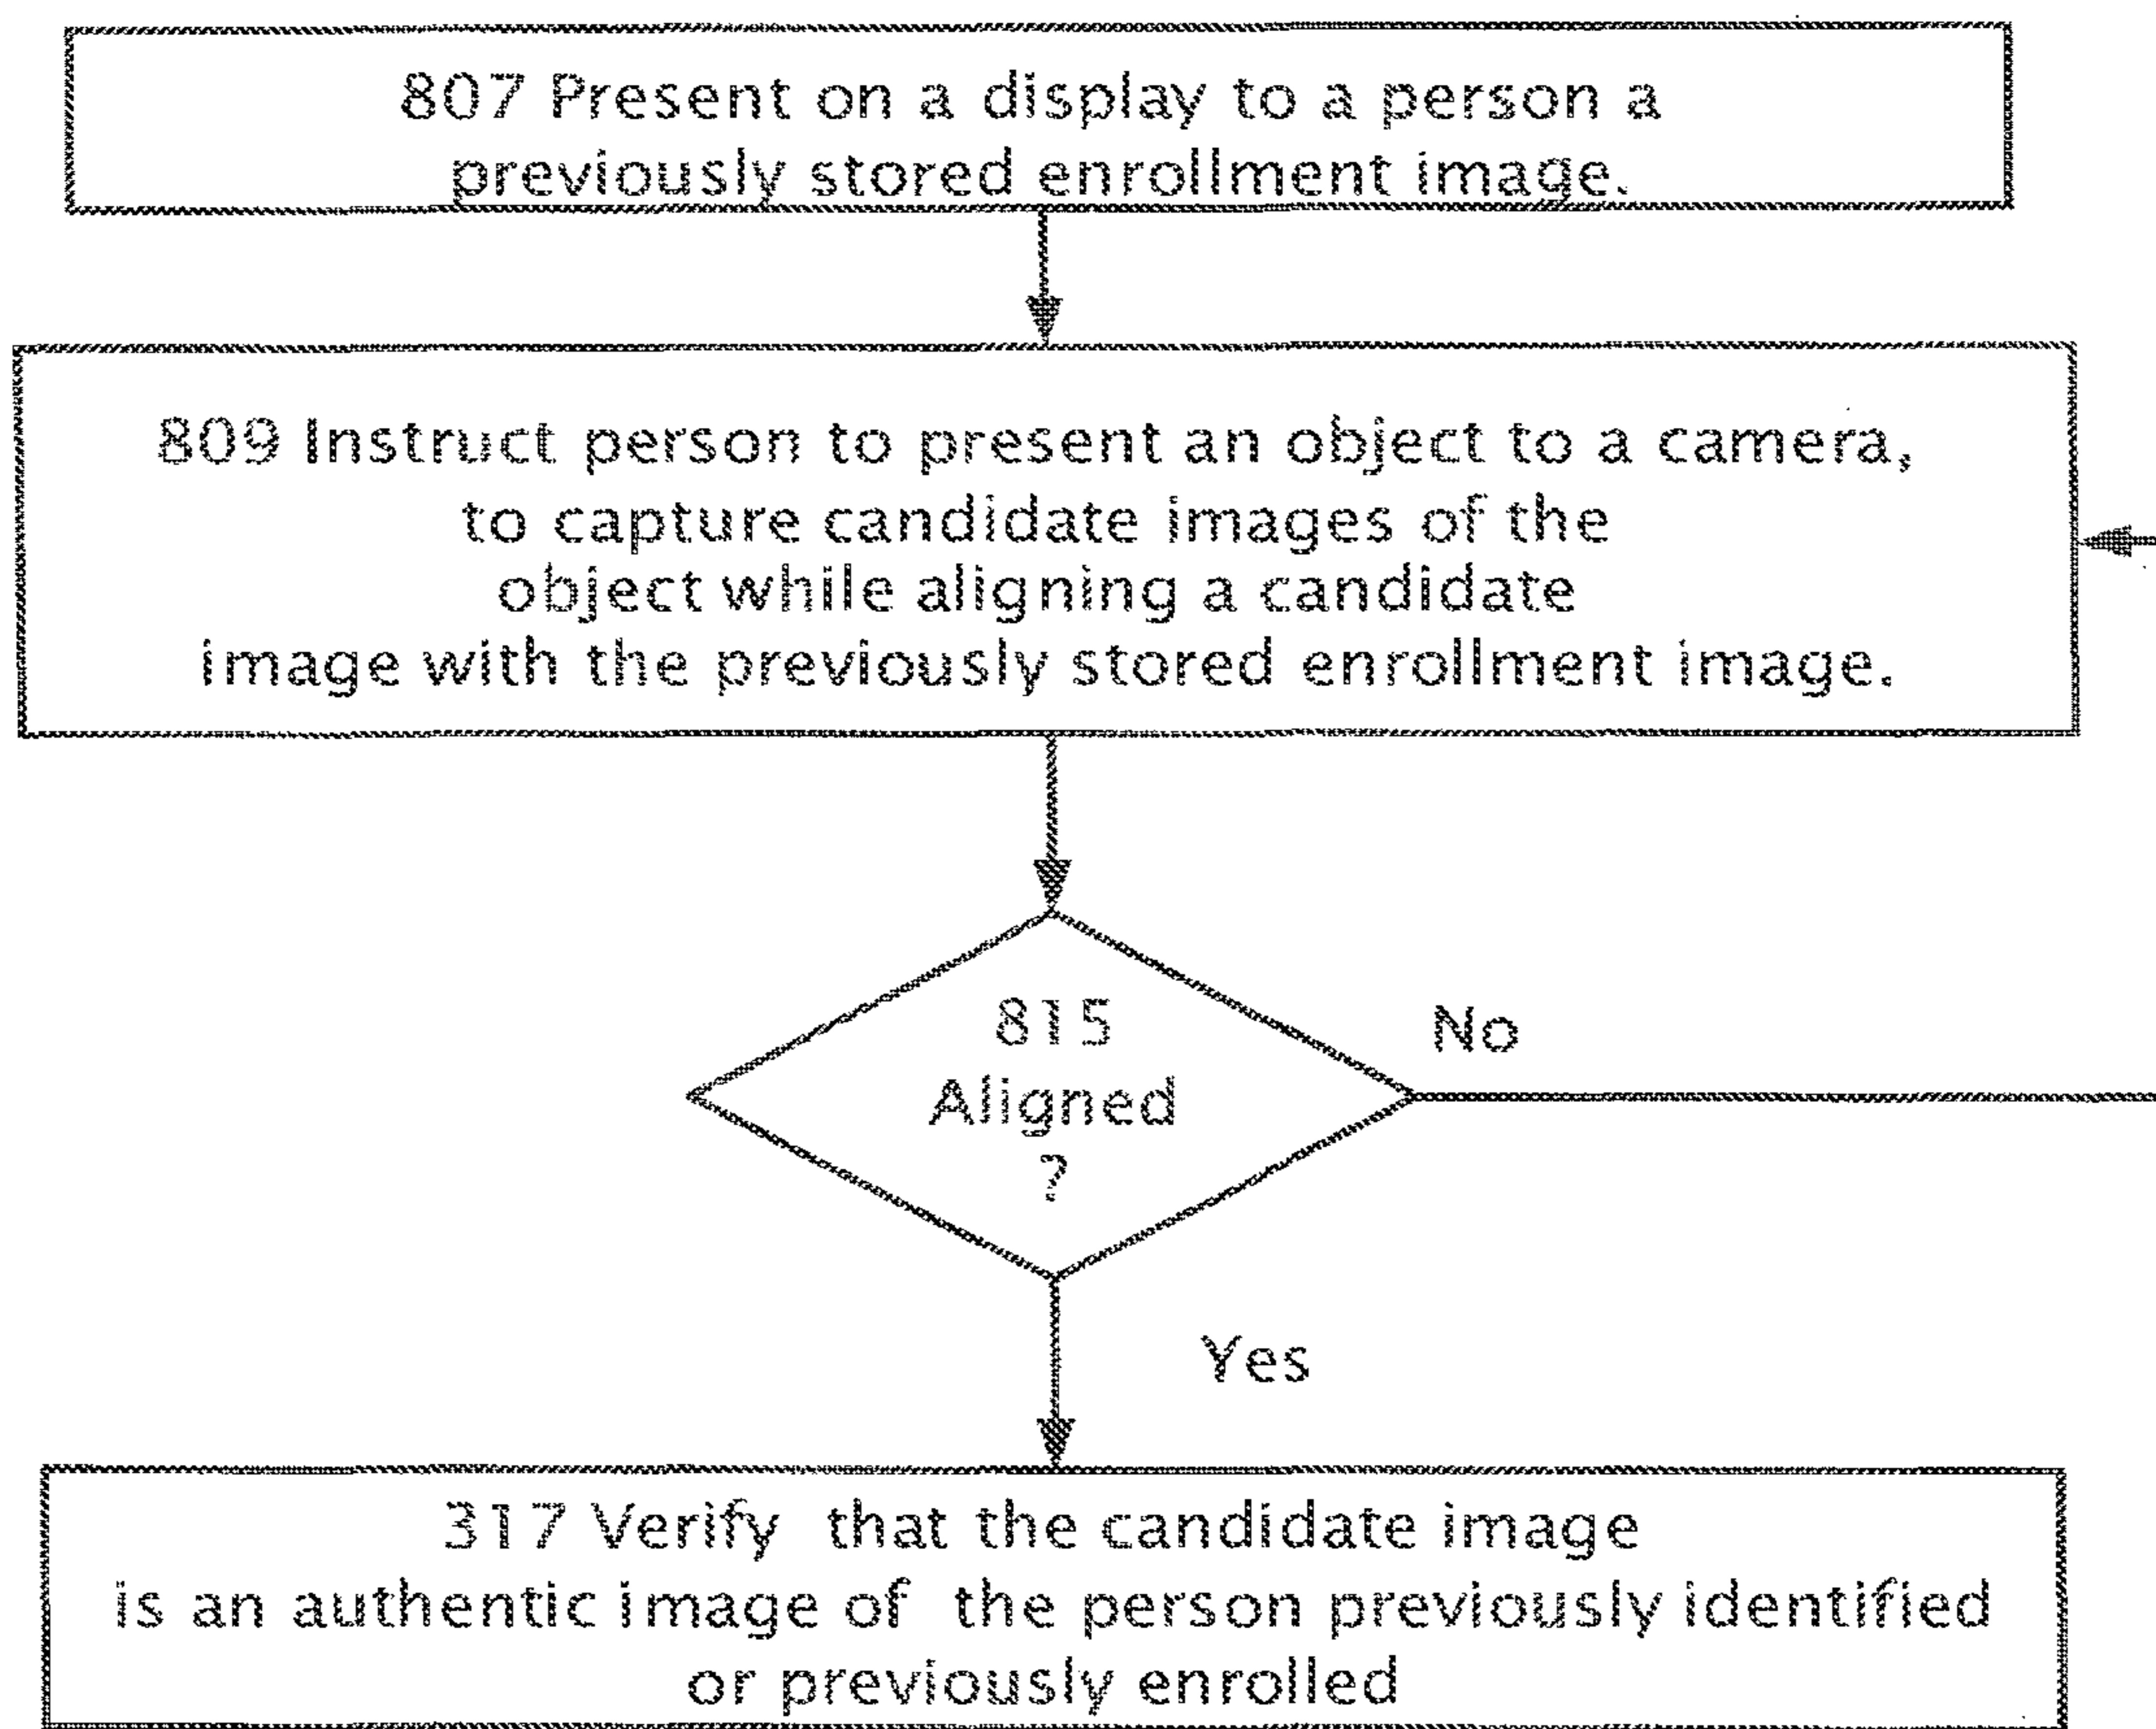 807 Present on a display to a person a
previously stored enrollment image.
809 Instruct person to present an object to a camera,
to capture candidate images of the
object while aligning a candidate
image with the previously stored enrollment image.
815
Aligned
?
No
Yes
317 Verify that the candidate image
is an authentic image of the person previously identified
or previously enrolled